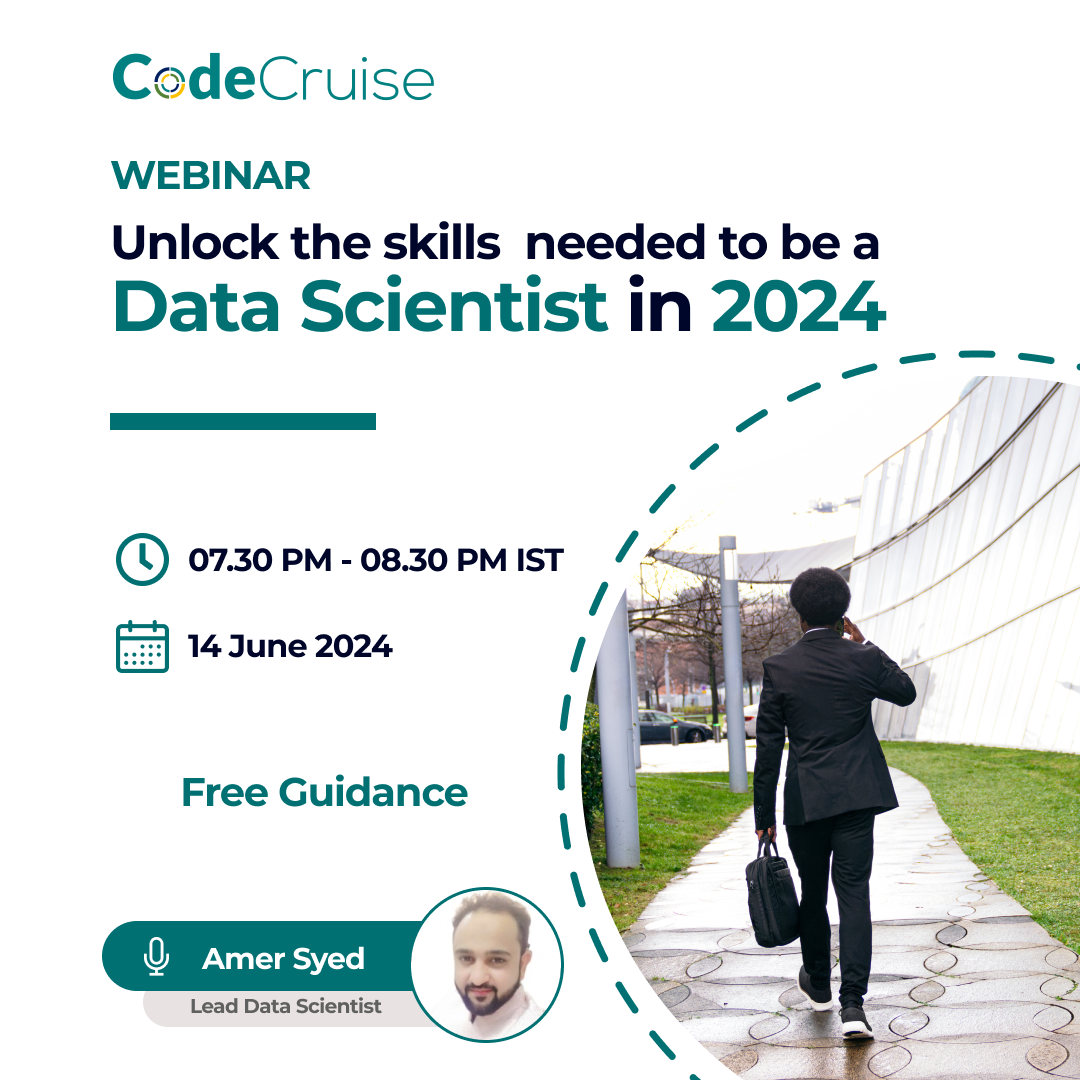 CodeCruise
WEBINAR
Unlock the skills needed to be a
Data Scientist in 2024
07.30 PM - 08.30 PM IST
14 June 2024
Free Guidance
Amer Syed
Lead Data Scientist